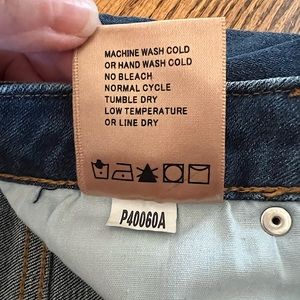 MACHINE WASH COLD
OR HAND WASH COLD
NO BLEACH
NORMAL CYCLE
TUMBLE DRY
LOW TEMPERATURE
OR LINE DRY
P40060A